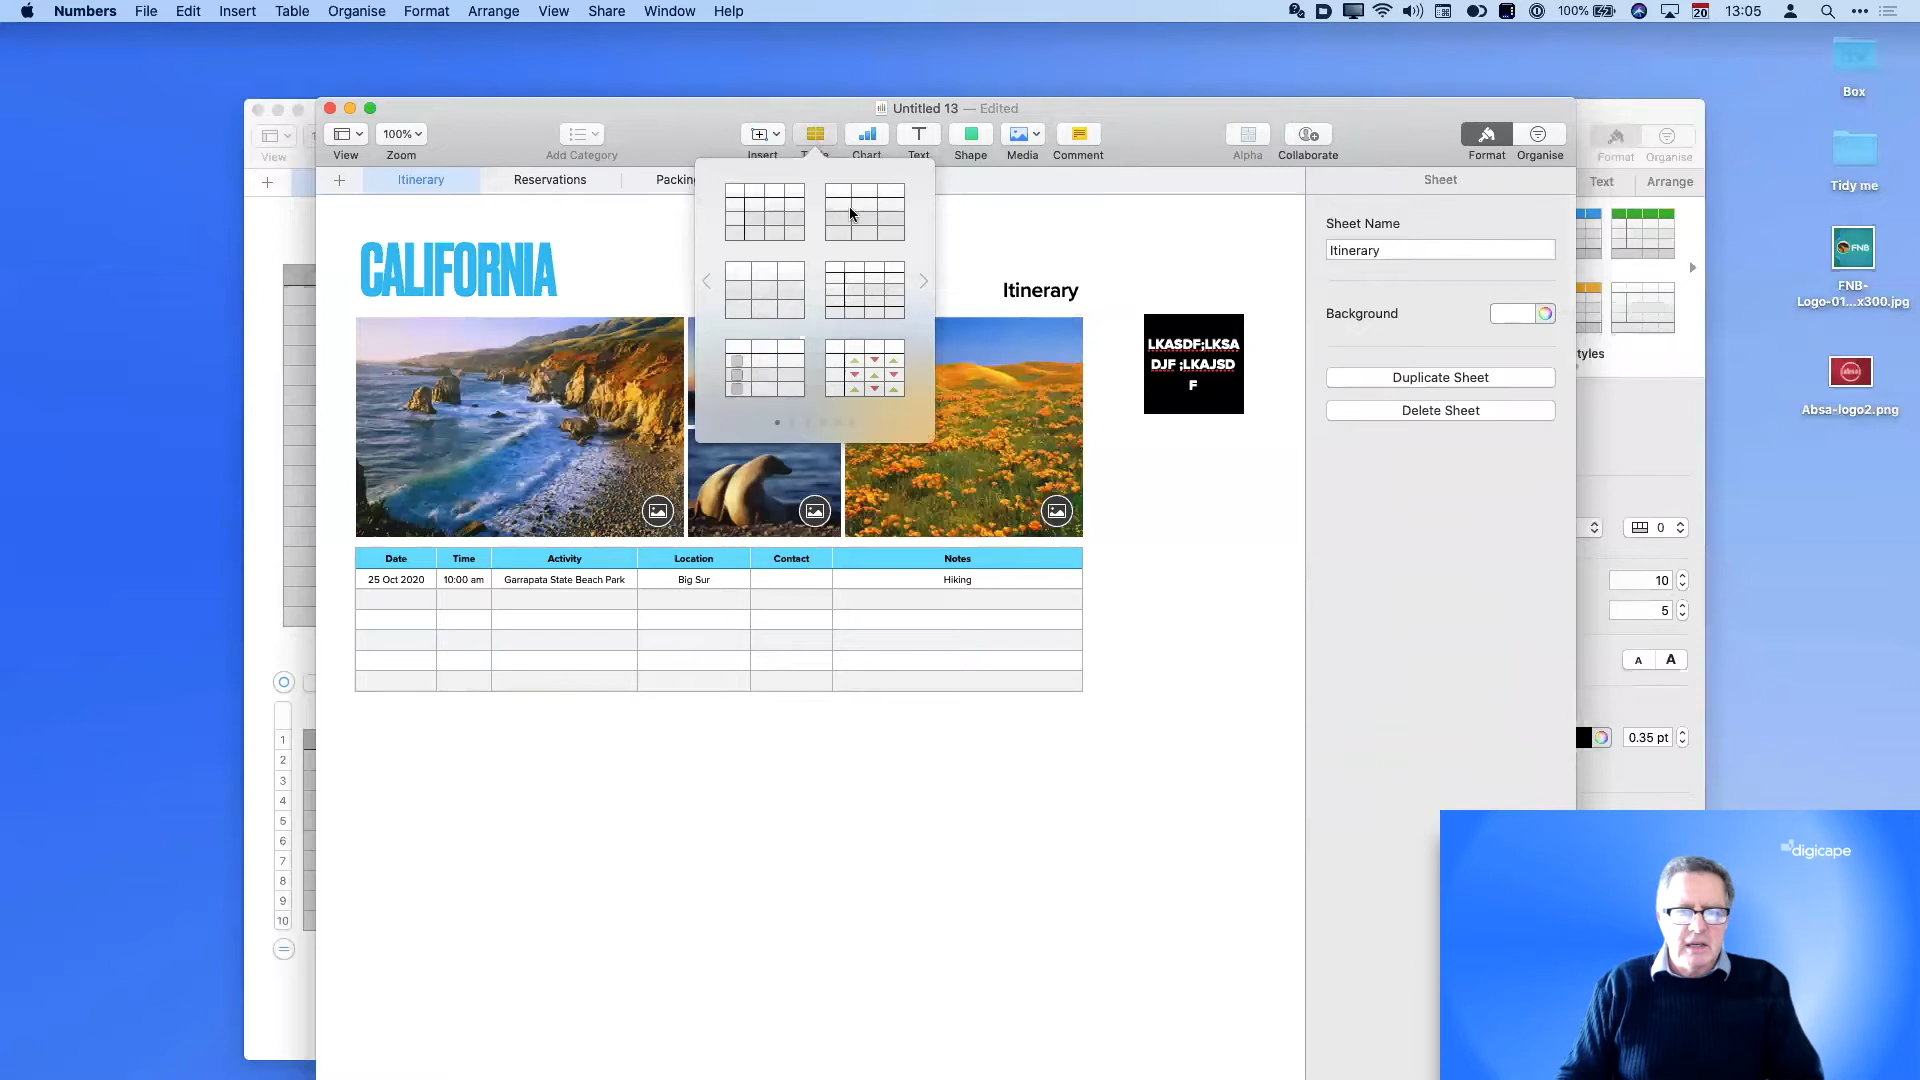 Numbers File Edit Insert Table Organise Format Arrange View Share Window Help
100% 20 13:05
Untitled 13 — Edited
100%
View Zoom Add Category Insert Chart Text Shape Media Comment Alpha Collaborate Format Organise
View
Format Organise
Itinerary Reservations
Sheet
Text Arrange
CALIFORNIA
Itinerary
LKASDF;LKSA
DJF ;LKAJSD
F
Date Time Activity Location Contact Notes
25 Oct 2020 10:00 am Garrapata State Beach Park Big Sur Hiking
Sheet Name
Itinerary
Background
Duplicate Sheet
Delete Sheet
0
10
5
A A
0.35 pt
1
2
3
4
5
6
7
8
9
10
Box
Tidy me
FNB
FNB-
Logo-01...x300.jpg
absa
Absa-logo2.png
digicape